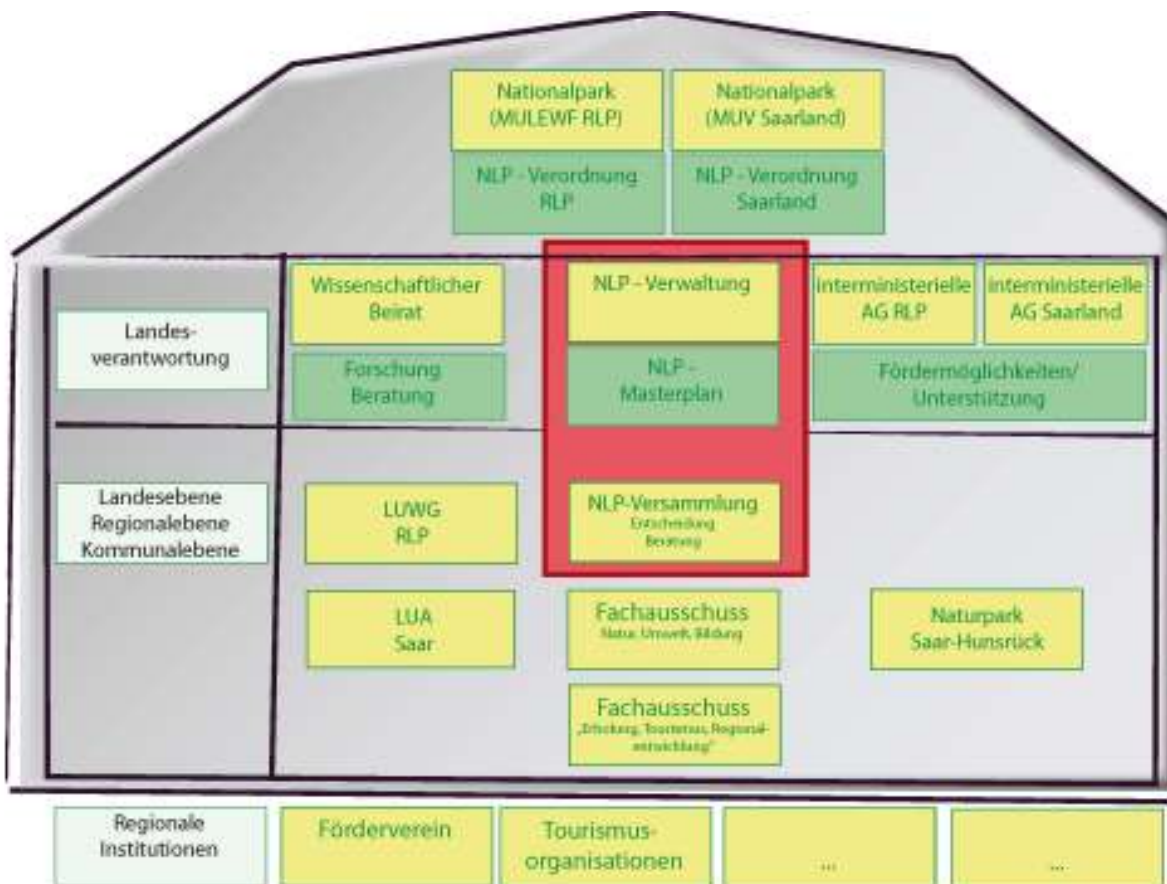 Nationalpark
(MULEWF RLP)
Nationalpark
(MUV Saarland)
NLP - Verordnung
RLP
NLP - Verordnung
Saarland
Landes-
verantwortung
Wissenschaftlicher
Beirat
Forschung
Beratung
NLP - Verwaltung
NLP -
Masterplan
interministerielle
AG RLP
interministerielle
AG Saarland
Fördermöglichkeiten/
Unterstützung
Landesebene
Regionalebene
Kommunalebene
LUWG
RLP
NLP-Versammlung
Entscheidung
Beratung
LUA
Saar
Fachausschuss
Natur, Umwelt, Bildung
Naturpark
Saar-Hunsrück
Fachausschuss
„Erholung, Tourismus, Regional-
entwicklung“
Regionale
Institutionen
Förderverein
Tourismus-
organisationen
...
...